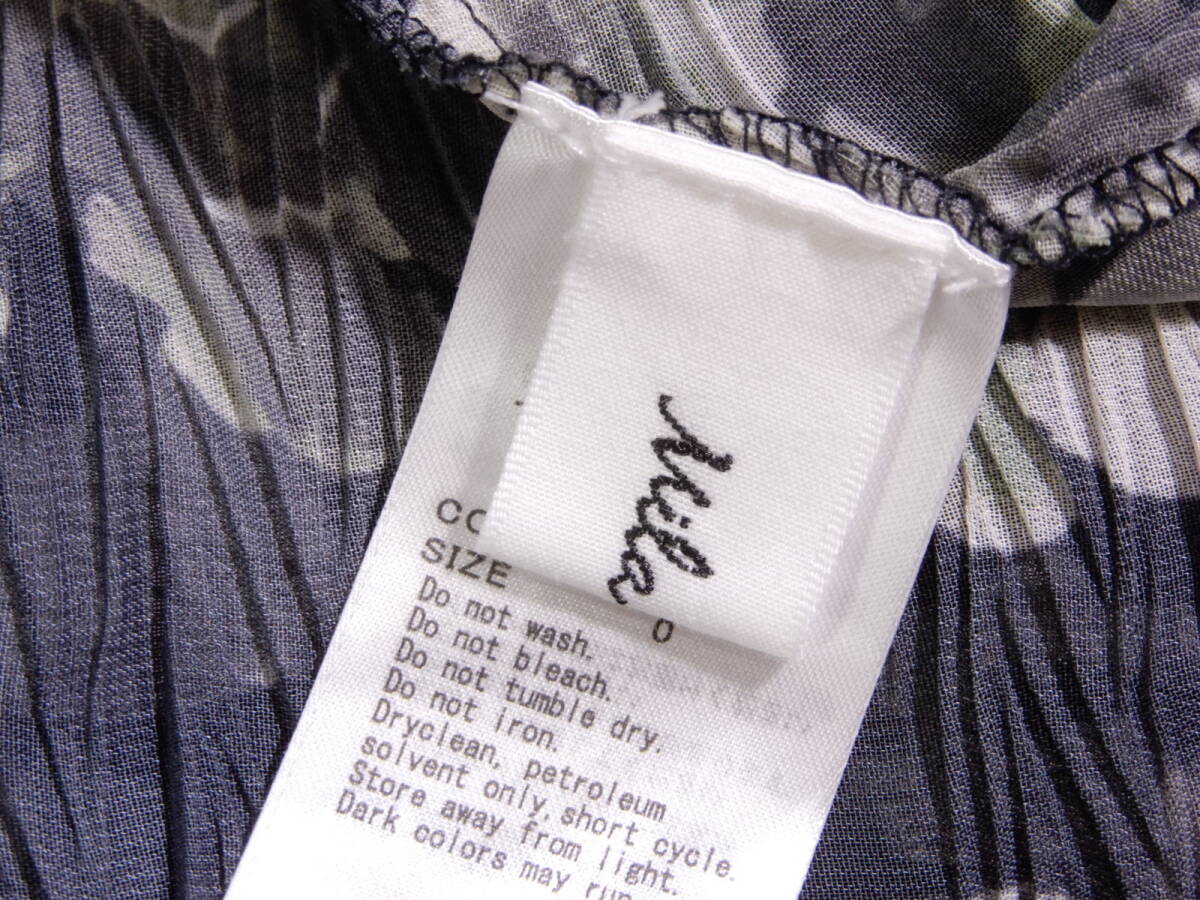 Mila
CO
SIZE 0
Do not wash.
Do not bleach.
Do not tumble dry.
Do not iron.
Dryclean, petroleum
solvent only, short cycle.
Store away from light.
Dark colors may run